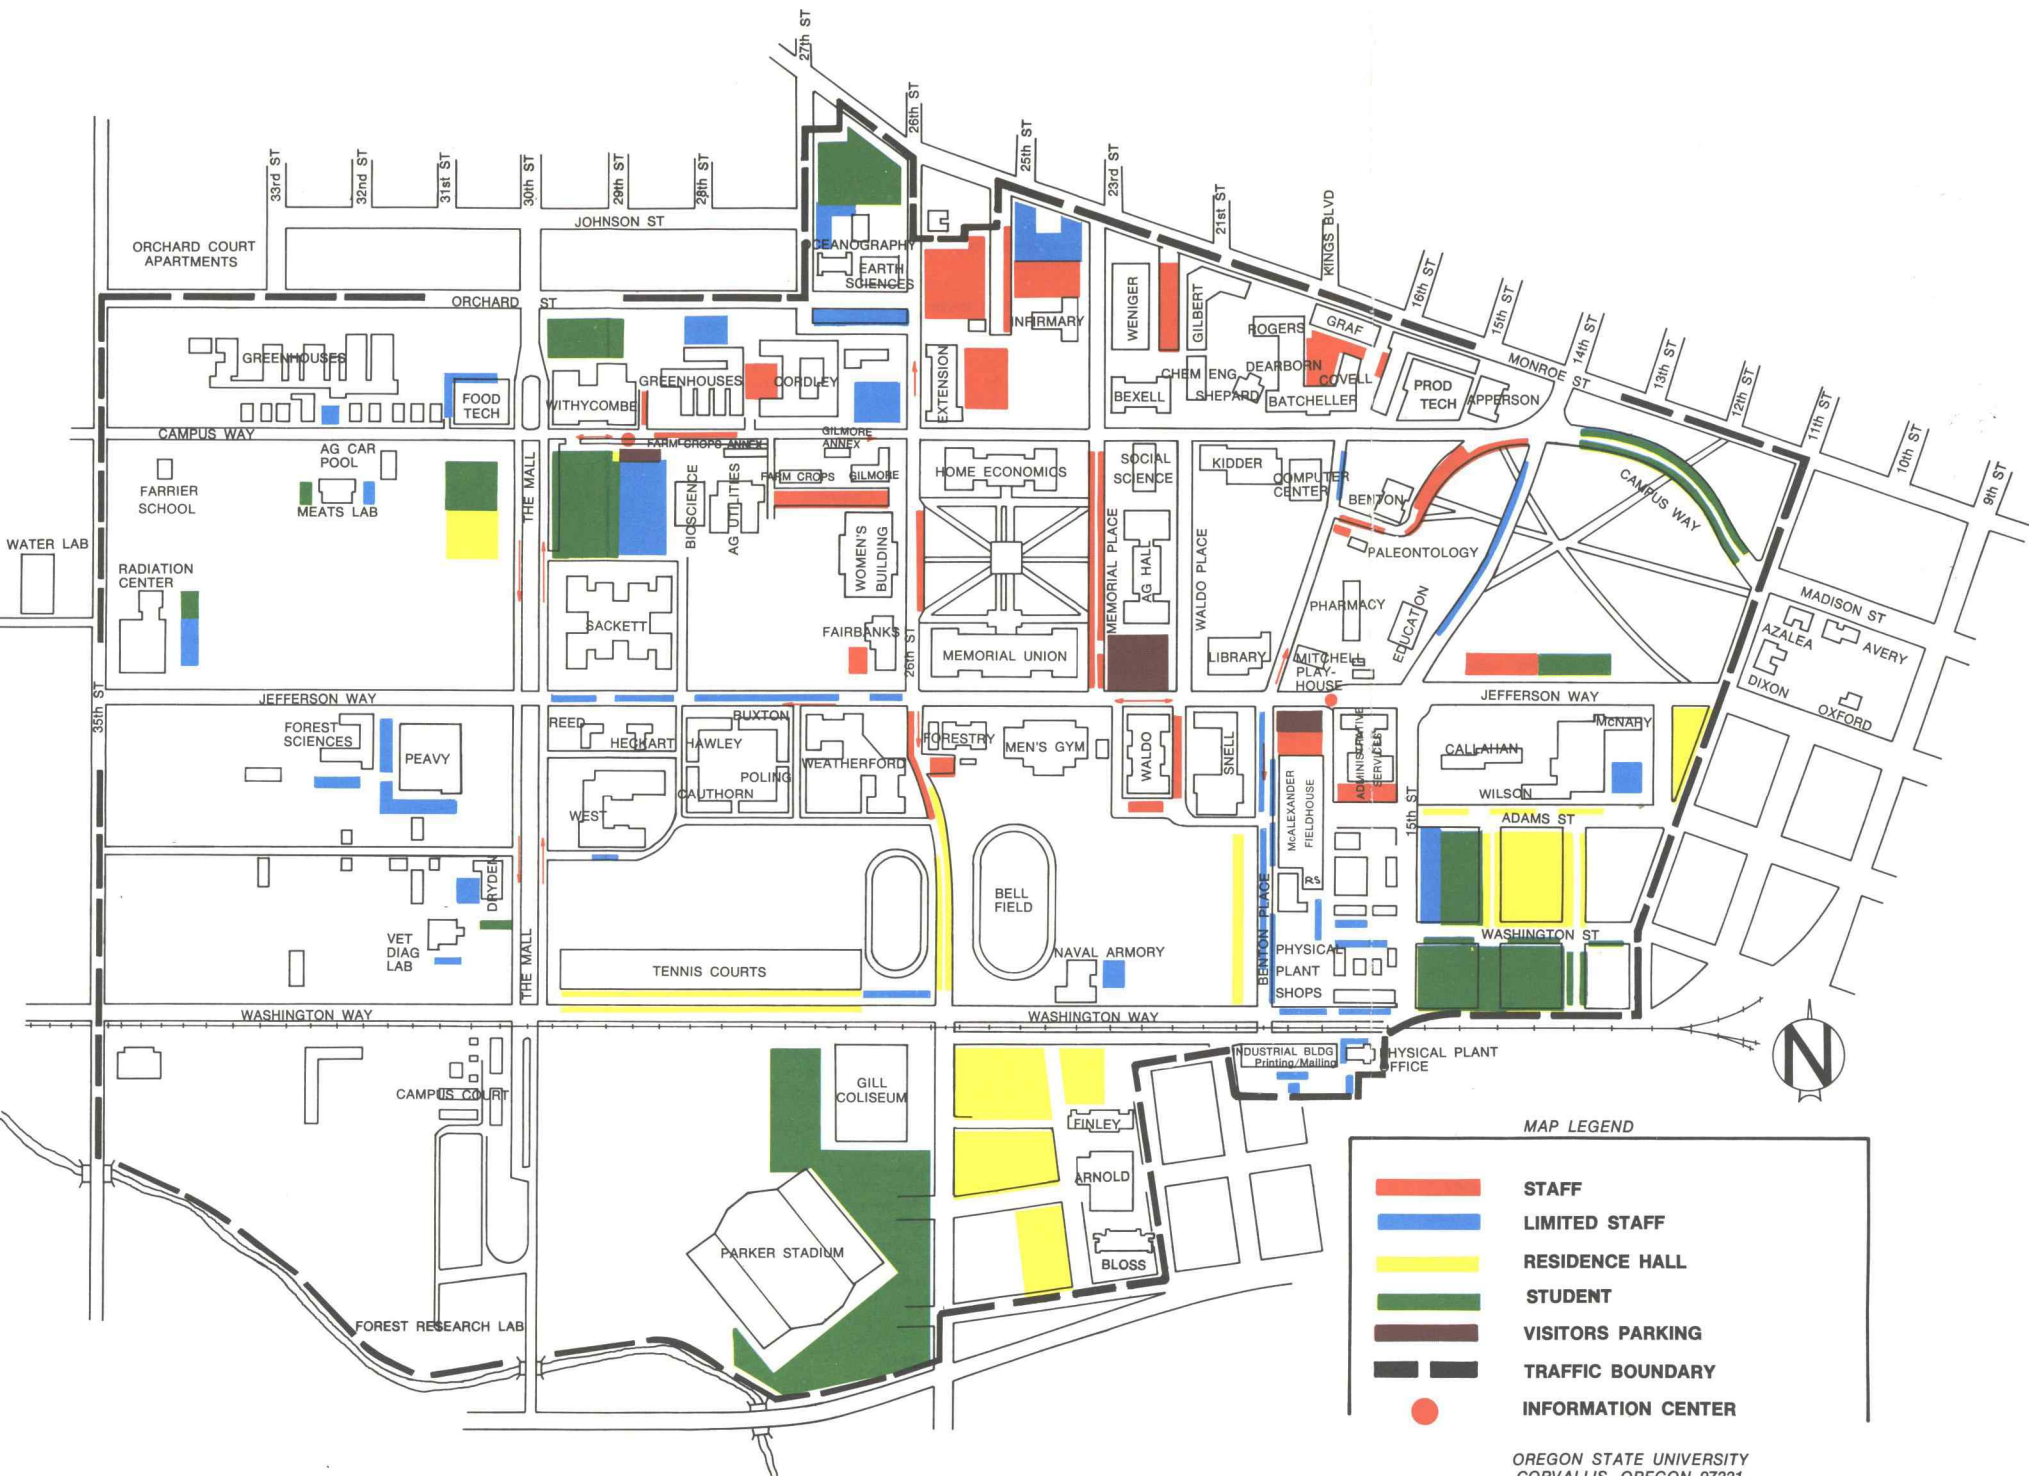 27th ST
26th ST
25th ST
23rd ST
33rd ST
32nd ST
31st ST
30th ST
29th ST
28th ST
21st ST
KINGS BLVD
16th ST
15th ST
14th ST
13th ST
12th ST
11th ST
10th ST
9th ST
JOHNSON ST
ORCHARD COURT
APARTMENTS
OCEANOGRAPHY
EARTH
SCIENCES
ORCHARD ST
INFIRMARY
WENIGER
GILBERT
ROGERS
GRAF
MONROE ST
GREENHOUSES
FOOD
TECH
WITHYCOMBE
GREENHOUSES
CORDLEY
EXTENSION
BEXELL
CHEM ENG
SHEPARD
DEARBORN
COVELL
BATCHELLER
PROD
TECH
APPERSON
CAMPUS WAY
FARM CROPS ANNEX
GILMORE
ANNEX
AG CAR
POOL
FARRIER
SCHOOL
MEATS LAB
THE MALL
BIOSCIENCE
AG UTILITIES
FARM CROPS
GILMORE
HOME ECONOMICS
SOCIAL
SCIENCE
KIDDER
COMPUTER
CENTER
BENTON
CAMPUS WAY
WATER LAB
RADIATION
CENTER
WOMEN'S
BUILDING
MEMORIAL PLACE
AG HALL
WALDO PLACE
PALEONTOLOGY
PHARMACY
EDUCATION
MADISON ST
AZALEA
AVERY
DIXON
OXFORD
SACKETT
FAIRBANKS
26th ST
MEMORIAL UNION
LIBRARY
MITCHELL
PLAY-
HOUSE
35th ST
JEFFERSON WAY
JEFFERSON WAY
FOREST
SCIENCES
PEAVY
REED
HECKART
HAWLEY
BUXTON
POLING
CAUTHORN
WEATHERFORD
FORESTRY
MEN'S GYM
WALDO
SNELL
McALEXANDER
FIELDHOUSE
ADMINISTRATIVE
SERVICES
15th ST
CALLAHAN
McNARY
WILSON
ADAMS ST
WEST
DRYDEN
VET
DIAG
LAB
THE MALL
TENNIS COURTS
BELL
FIELD
NAVAL ARMORY
BENTON PLACE
RS
PHYSICAL
PLANT
SHOPS
WASHINGTON ST
WASHINGTON WAY
WASHINGTON WAY
INDUSTRIAL BLDG
Printing/Mailing
PHYSICAL PLANT
OFFICE
N
CAMPUS COURT
GILL
COLISEUM
FINLEY
ARNOLD
BLOSS
PARKER STADIUM
FOREST RESEARCH LAB
MAP LEGEND
STAFF
LIMITED STAFF
RESIDENCE HALL
STUDENT
VISITORS PARKING
TRAFFIC BOUNDARY
INFORMATION CENTER
OREGON STATE UNIVERSITY
CORVALLIS, OREGON 97331